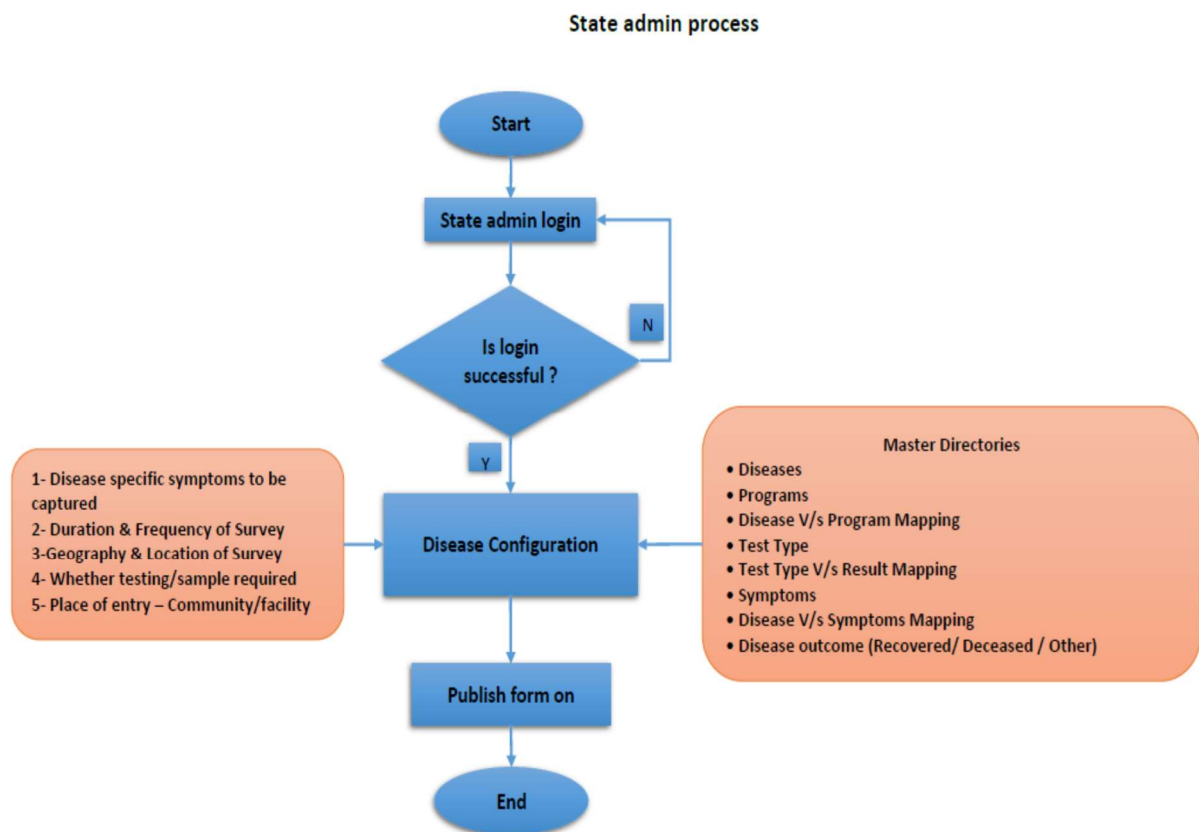 State admin process
Start
State admin login
Is login
successful ?
N
Y
1- Disease specific symptoms to be
captured
2- Duration & Frequency of Survey
3-Geography & Location of Survey
4- Whether testing/sample required
5- Place of entry – Community/facility
Disease Configuration
Master Directories
• Diseases
• Programs
• Disease V/s Program Mapping
• Test Type
• Test Type V/s Result Mapping
• Symptoms
• Disease V/s Symptoms Mapping
• Disease outcome (Recovered/ Deceased / Other)
Publish form on
End